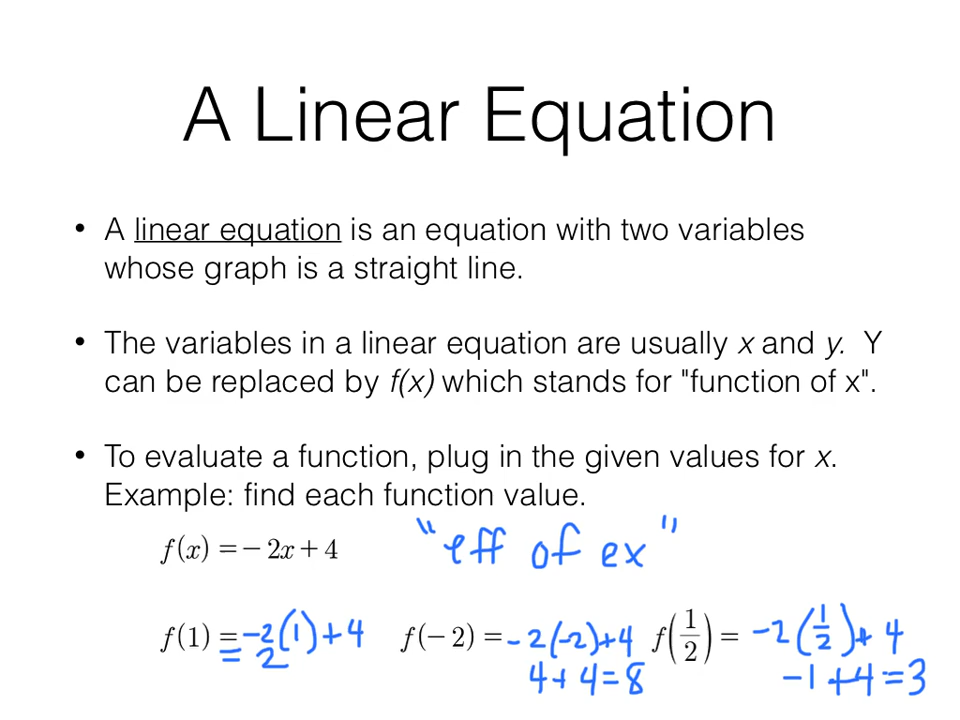 A Linear Equation
• A linear equation is an equation with two variables
whose graph is a straight line.
• The variables in a linear equation are usually x and y. Y
can be replaced by f(x) which stands for "function of x".
• To evaluate a function, plug in the given values for x.
Example: find each function value.
f(x) = − 2x + 4 "eff of ex"
f(1) = -2(1)+4 f(− 2) = -2(-2)+4 f(1/2) = -2(1/2)+4
= 2 4+4=8 -1+4=3